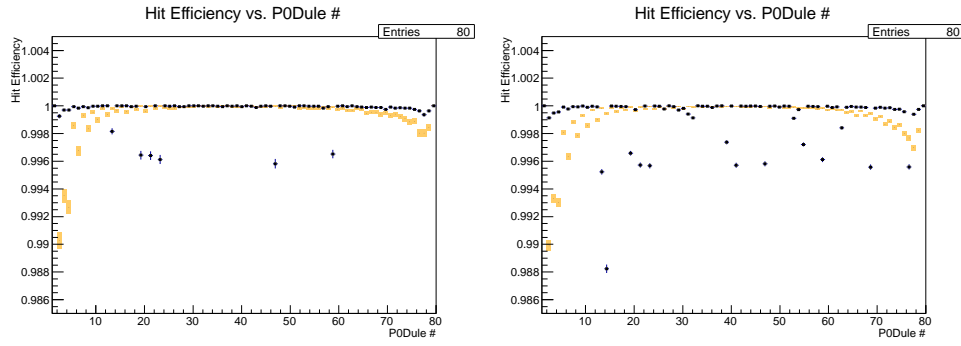 Hit Efficiency vs. P0Dule #
Entries 80
Hit Efficiency
1.004
1.002
1
0.998
0.996
0.994
0.992
0.99
0.988
0.986
10 20 30 40 50 60 70 80
P0Dule #
Hit Efficiency vs. P0Dule #
Entries 80
Hit Efficiency
1.004
1.002
1
0.998
0.996
0.994
0.992
0.99
0.988
0.986
10 20 30 40 50 60 70 80
P0Dule #